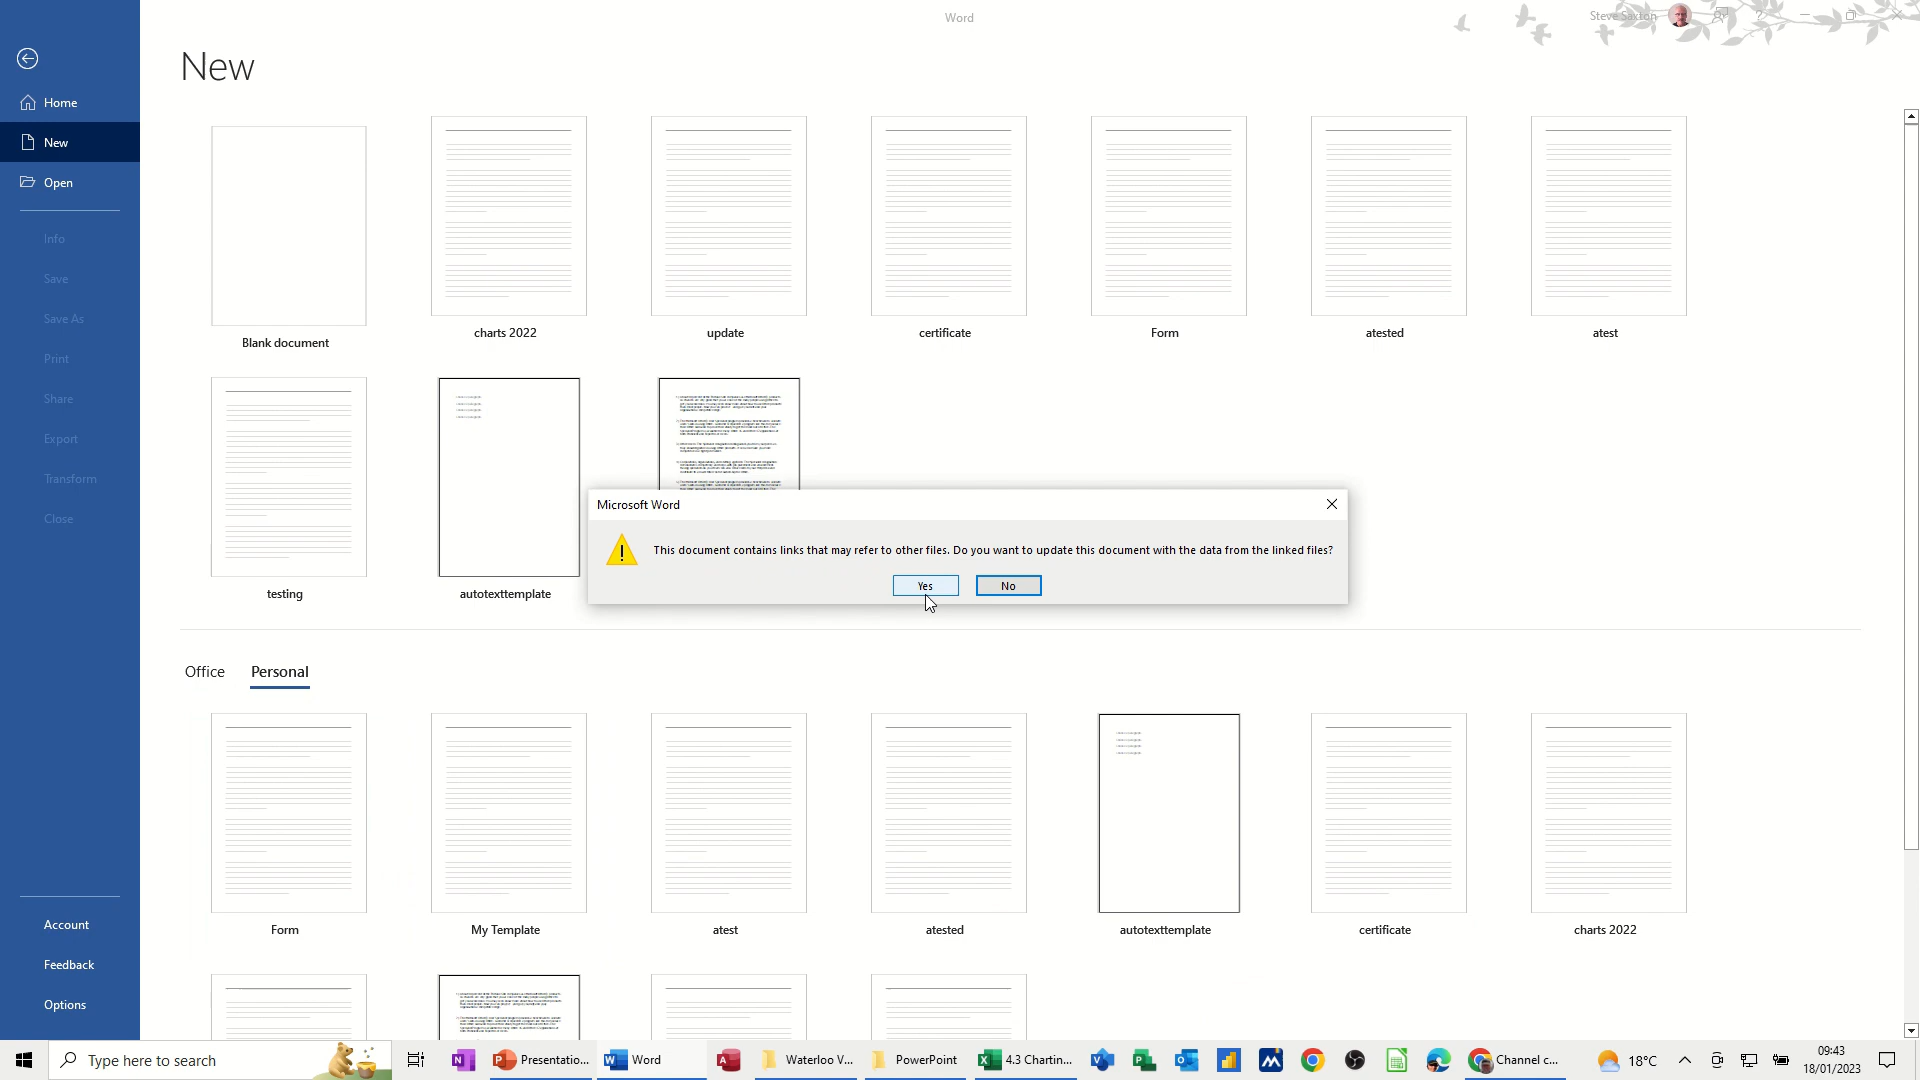 Word
Steve Saxton
New
Home
New
Open
Info
Save
Save As
Print
Share
Export
Transform
Close
Account
Feedback
Options
Blank document
charts 2022
update
certificate
Form
atested
atest
testing
autotexttemplate
Microsoft Word
This document contains links that may refer to other files. Do you want to update this document with the data from the linked files?
Yes
No
Office
Personal
Form
My Template
atest
atested
autotexttemplate
certificate
charts 2022
Type here to search
Presentatio...
Word
Waterloo V...
PowerPoint
4.3 Chartin...
Channel c...
18°C
09:43
18/01/2023